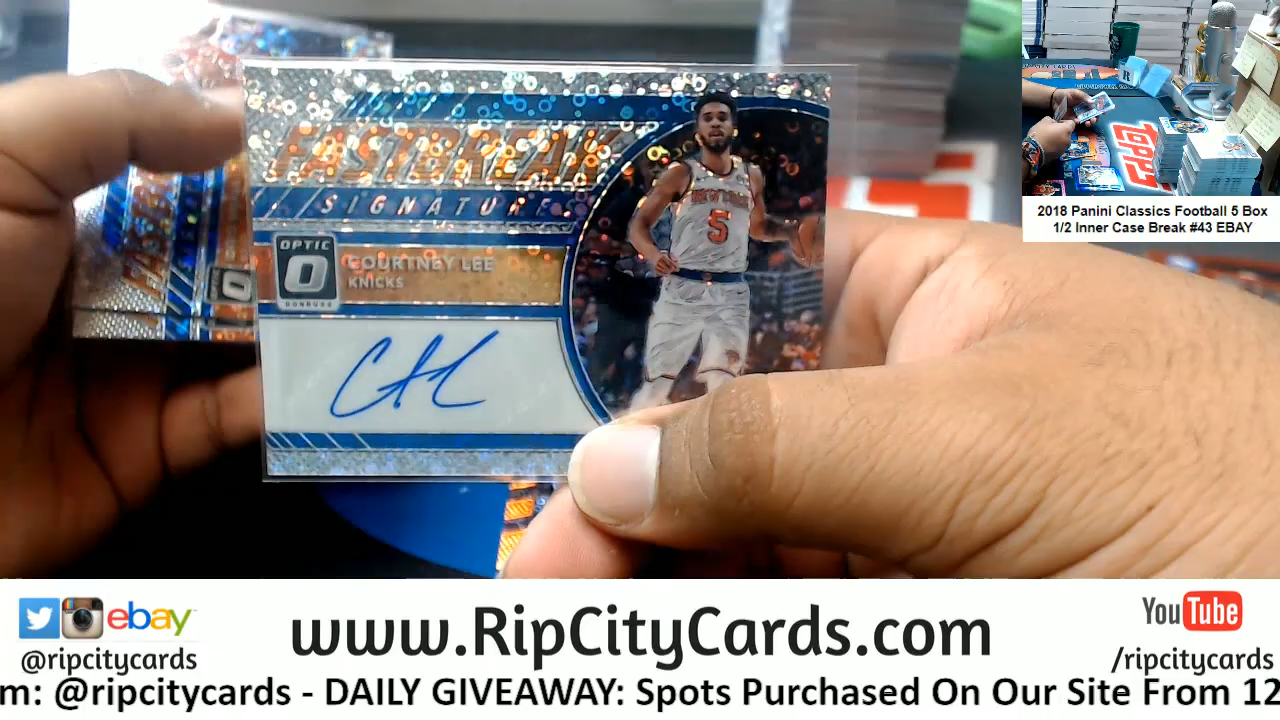 FASTBREAK
SIGNATURES
OPTIC
O
DONRUSS
COURTNEY LEE
KNICKS
NEW YORK
5
TOPPS
R
2018 Panini Classics Football 5 Box
1/2 Inner Case Break #43 EBAY
ebay
@ripcitycards
www.RipCityCards.com
YouTube
/ripcitycards
m: @ripcitycards - DAILY GIVEAWAY: Spots Purchased On Our Site From 12